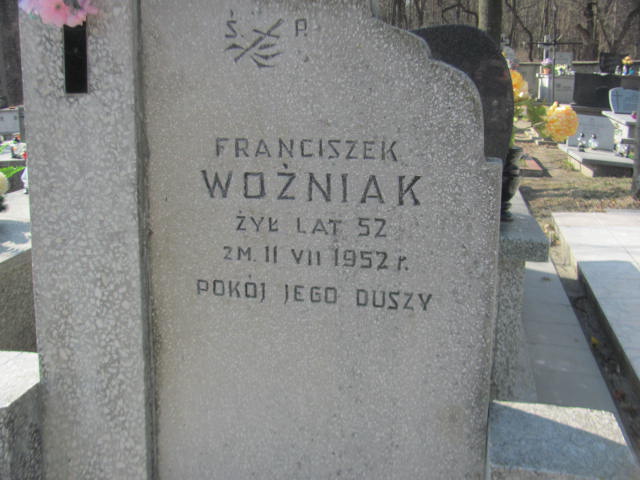 Ś. P.
FRANCISZEK
WOŹNIAK
ŻYŁ LAT 52
ZM. 11 VII 1952 r.
POKÓJ JEGO DUSZY